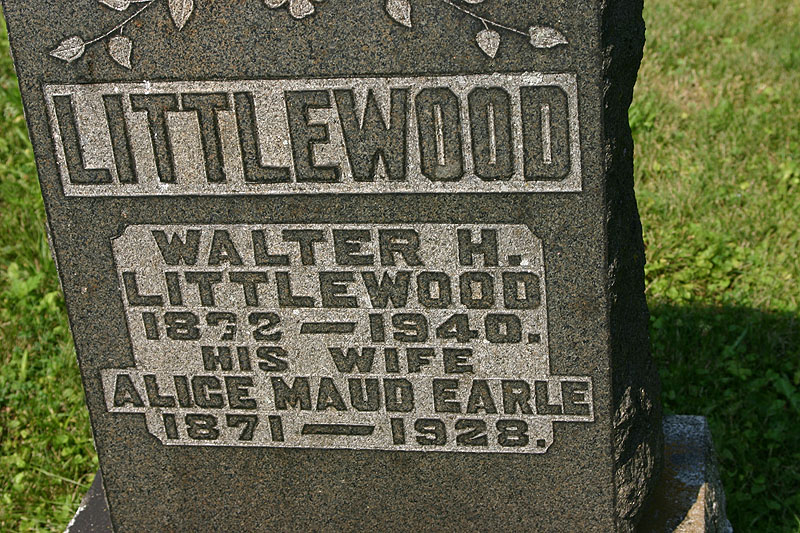 LITTLEWOOD
WALTER H.
LITTLEWOOD
1872 — 1940.
HIS WIFE
ALICE MAUD EARLE
1871 — 1928.